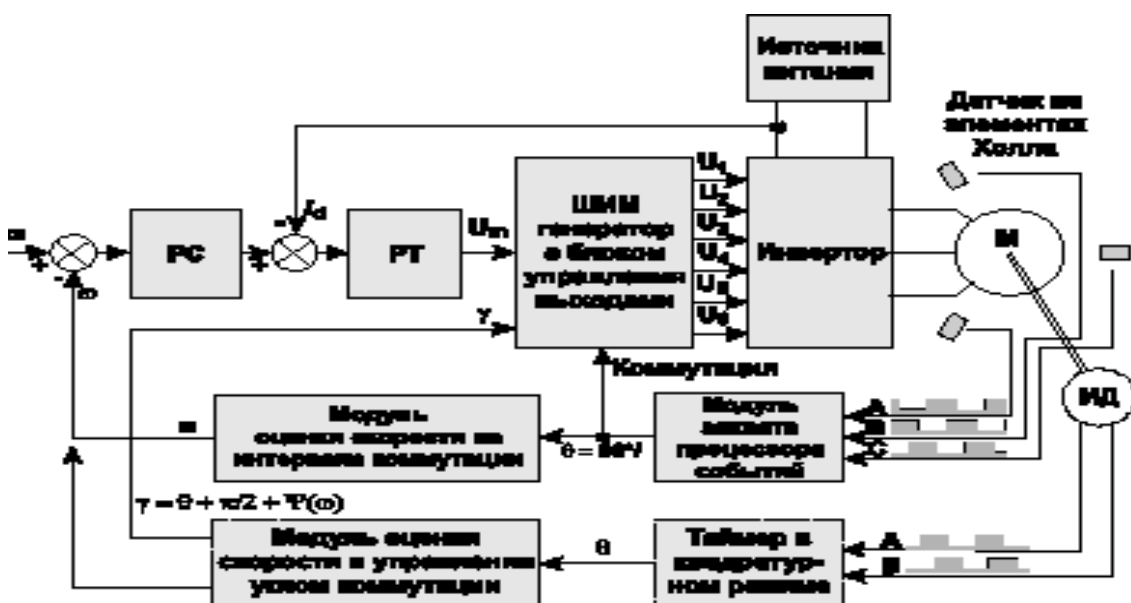 Источник
питания
Датчик на
элементах
Холла
U1
U2
U3
U4
U5
U6
ШИМ
генератор
с блоком
управления
выходами
Инвертор
М
ω
+
-
ω
РС
-
Id
+
РТ
Um
γ
Коммутация
Модуль
оценки скорости на
интервале коммутации
ω
Модуль
захвата
процессора
событий
A
B
C
ИД
A
γ = θ + π/2 + Ψ(ω)
Модуль оценки
скорости и управления
углом коммутации
θ
Таймер в
квадратур-
ном режиме
A
B